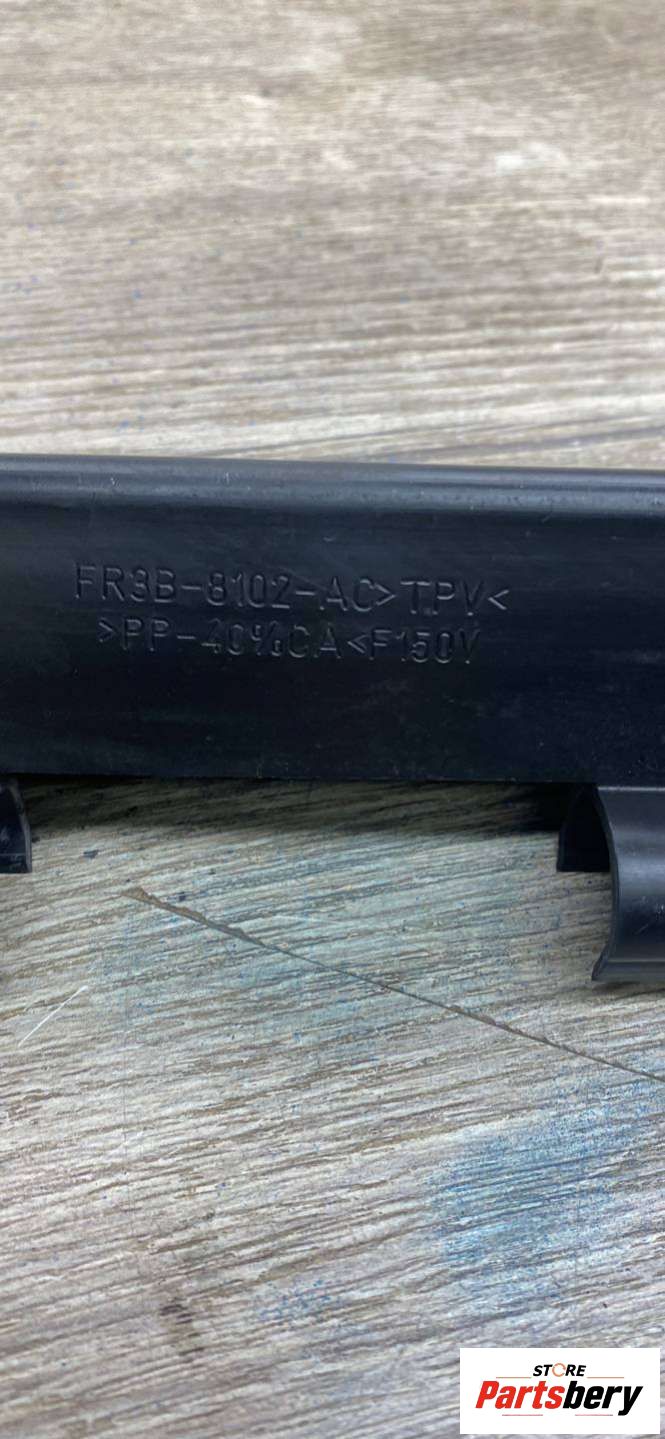 FR3B-8102-AC>TPV<
>PP-40%CA<F150V
STORE
Partsbery